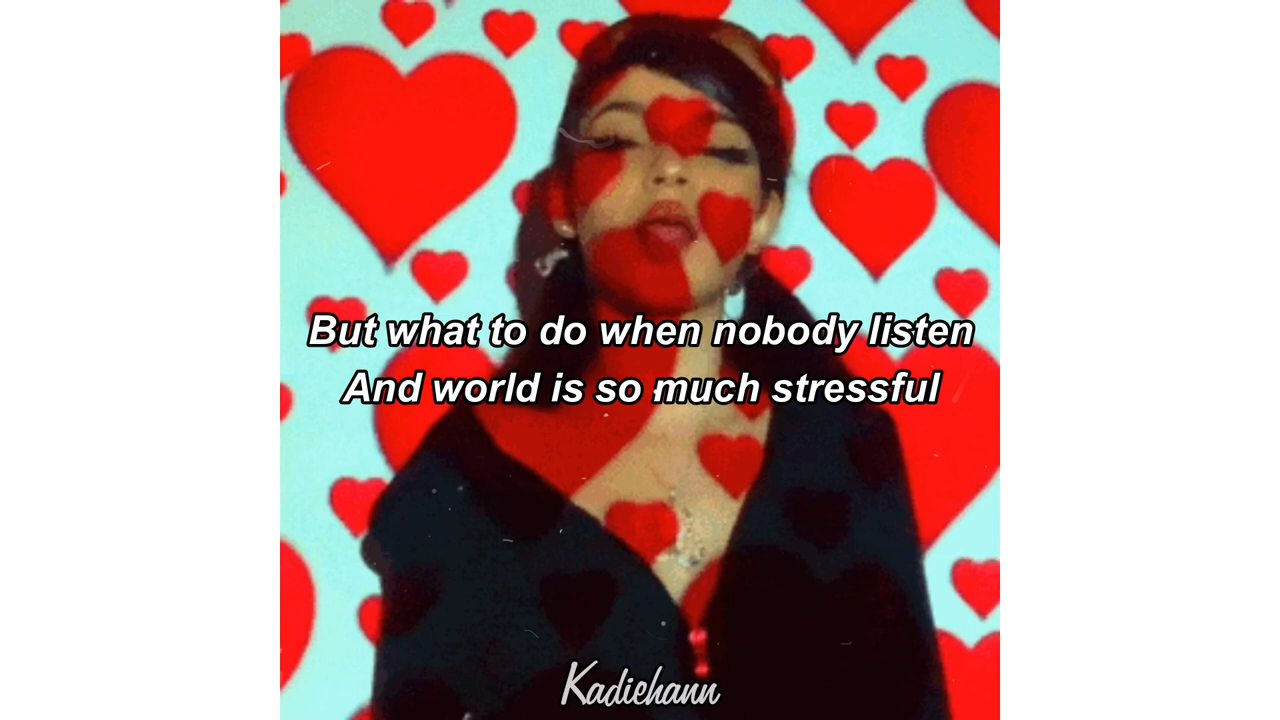 But what to do when nobody listen
And world is so much stressful
Kadiehann